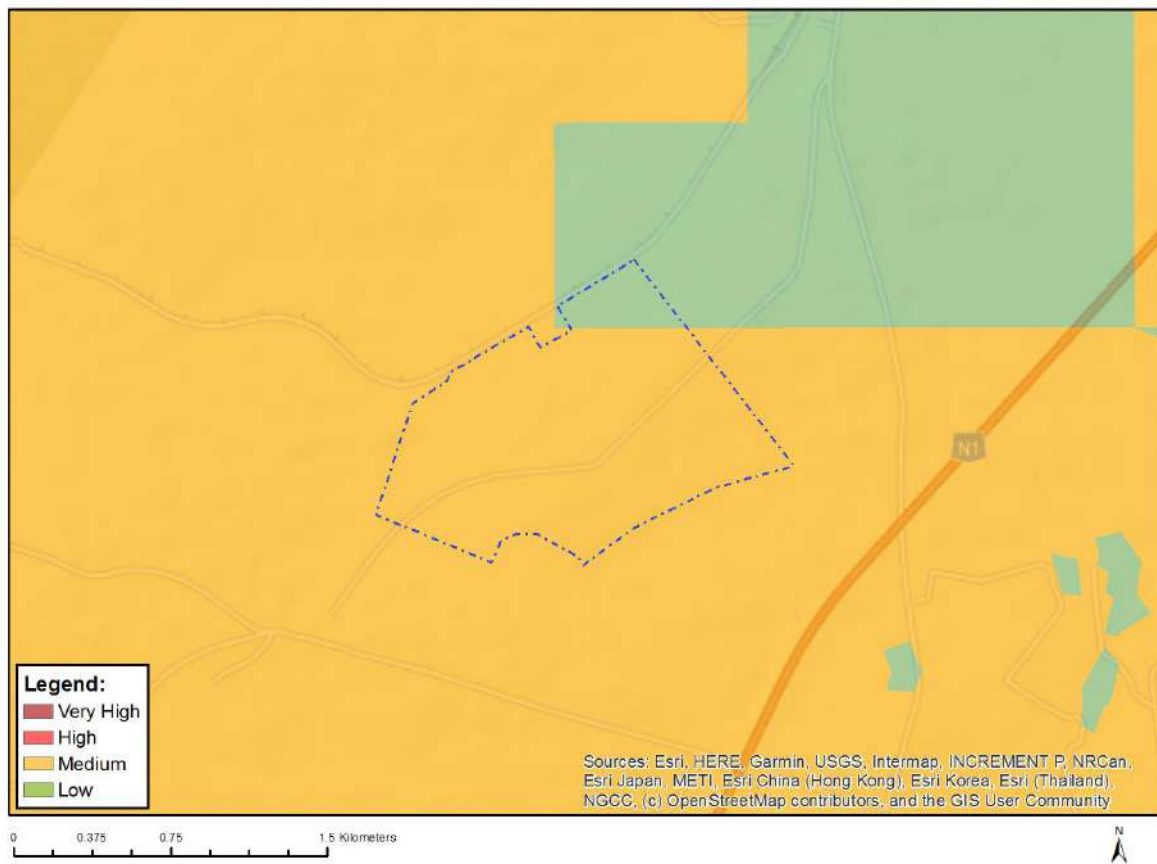 N1
Legend:
Very High
High
Medium
Low
Sources: Esri, HERE, Garmin, USGS, Intermap, INCREMENT P, NRCan,
Esri Japan, METI, Esri China (Hong Kong), Esri Korea, Esri (Thailand),
NGCC, (c) OpenStreetMap contributors, and the GIS User Community
0 0.375 0.75 1.5 Kilometers
N